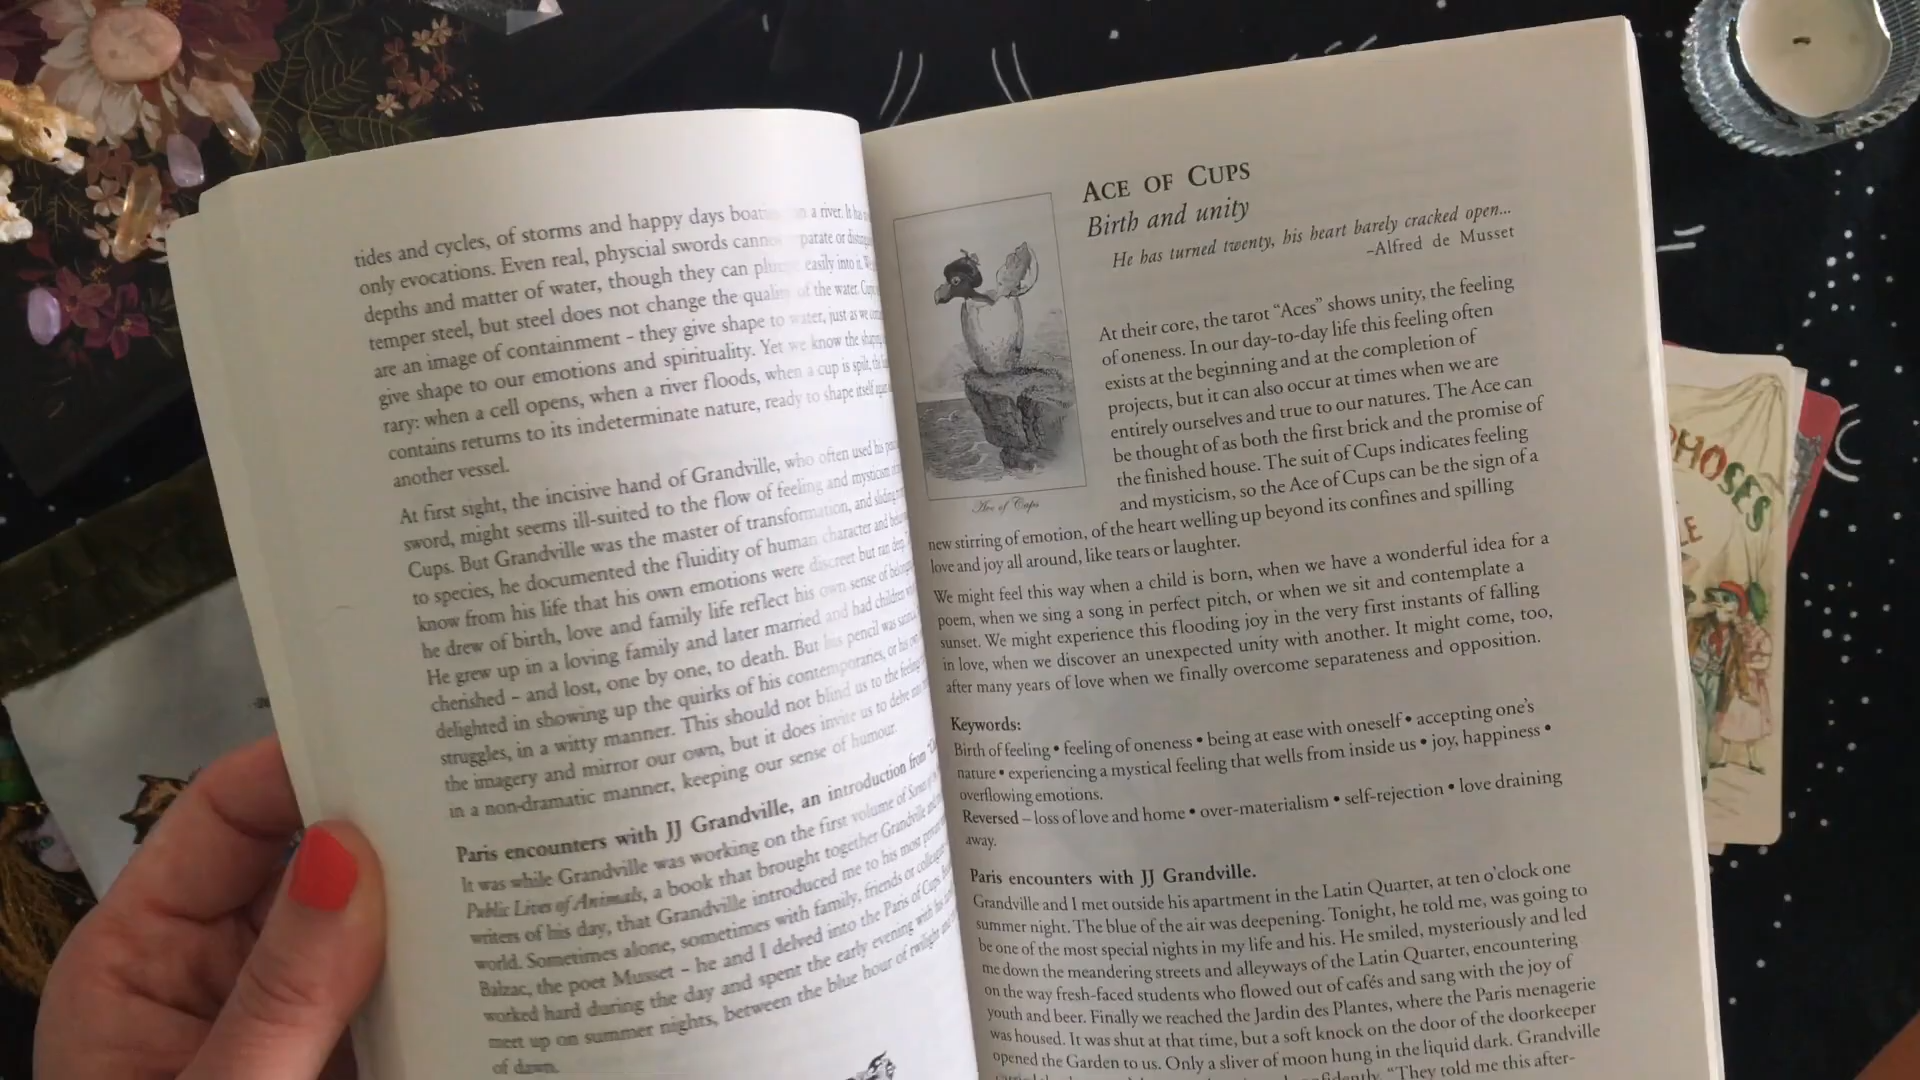 tides and cycles, of storms and happy days boating on a river. It has
only evocations. Even real, physcial swords cannot separate or
depths and matter of water, though they can plunge easily into it. We
temper steel, but steel does not change the quality of the water. Cups
are an image of containment - they give shape to water, just as we
give shape to our emotions and spirituality. Yet we know the
rary: when a cell opens, when a river floods, when a cup is spilt, the
contains returns to its indeterminate nature, ready to shape itself
another vessel.
At first sight, the incisive hand of Grandville, who often used his
sword, might seems ill-suited to the flow of feeling and mysticism
Cups. But Grandville was the master of transformation, and
to species, he documented the fluidity of human character and
know from his life that his own emotions were discreet but ran
he drew of birth, love and family life reflect his own sense of
He grew up in a loving family and later married and had children
cherished – and lost, one by one, to death. But his pencil was
delighted in showing up the quirks of his contemporaries, or his
struggles, in a witty manner. This should not blind us to the feeling
the imagery and mirror our own, but it does invite us to delve
in a non-dramatic manner, keeping our sense of humour.
Paris encounters with JJ Grandville, an introduction from
It was while Grandville was working on the first volume of Scenes of the
Public Lives of Animals, a book that brought together Grandville and
writers of his day, that Grandville introduced me to his most
world. Sometimes alone, sometimes with family, friends or
Balzac, the poet Musset – he and I delved into the Paris of Cups.
worked hard during the day and spent the early evening with his
meet up on summer nights, between the blue hour of twilight and
of dawn.
ACE OF CUPS
Birth and unity
He has turned twenty, his heart barely cracked open...
–Alfred de Musset
Ace of Cups
At their core, the tarot “Aces” shows unity, the feeling
of oneness. In our day-to-day life this feeling often
exists at the beginning and at the completion of
projects, but it can also occur at times when we are
entirely ourselves and true to our natures. The Ace can
be thought of as both the first brick and the promise of
the finished house. The suit of Cups indicates feeling
and mysticism, so the Ace of Cups can be the sign of a
new stirring of emotion, of the heart welling up beyond its confines and spilling
love and joy all around, like tears or laughter.
We might feel this way when a child is born, when we have a wonderful idea for a
poem, when we sing a song in perfect pitch, or when we sit and contemplate a
sunset. We might experience this flooding joy in the very first instants of falling
in love, when we discover an unexpected unity with another. It might come, too,
after many years of love when we finally overcome separateness and opposition.
Keywords:
Birth of feeling • feeling of oneness • being at ease with oneself • accepting one's
nature • experiencing a mystical feeling that wells from inside us • joy, happiness •
overflowing emotions.
Reversed – loss of love and home • over-materialism • self-rejection • love draining
away.
Paris encounters with JJ Grandville.
Grandville and I met outside his apartment in the Latin Quarter, at ten o'clock one
summer night. The blue of the air was deepening. Tonight, he told me, was going to
be one of the most special nights in my life and his. He smiled, mysteriously and led
me down the meandering streets and alleyways of the Latin Quarter, encountering
on the way fresh-faced students who flowed out of cafés and sang with the joy of
youth and beer. Finally we reached the Jardin des Plantes, where the Paris menagerie
was housed. It was shut at that time, but a soft knock on the door of the doorkeeper
opened the Garden to us. Only a sliver of moon hung in the liquid dark. Grandville
“They told me this after-